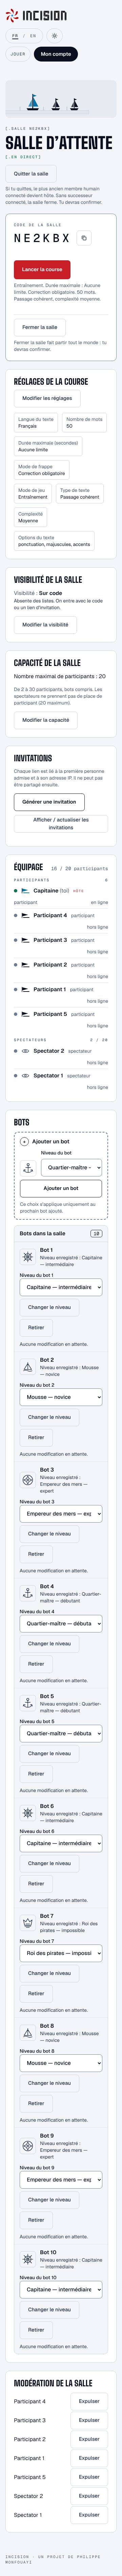 INCISION
FR / EN
JOUER
Mon compte
[ SALLE NE2KBX ]
SALLE D'ATTENTE
[ EN DIRECT ]
Quitter la salle
Si tu quittes, le plus ancien membre humain
connecté devient hôte. Sans successeur
connecté, la salle ferme. Tu devras confirmer.
CODE DE LA SALLE
NE2KBX
Lancer la course
Entraînement. Durée maximale : Aucune
limite. Correction obligatoire. 50 mots.
Passage cohérent, complexité moyenne.
Fermer la salle
Fermer la salle fait partir tout le monde : tu
devras confirmer.
RÉGLAGES DE LA COURSE
Modifier les réglages
Langue du texte
Français
Nombre de mots
50
Durée maximale (secondes)
Aucune limite
Mode de frappe
Correction obligatoire
Mode de jeu
Entraînement
Type de texte
Passage cohérent
Complexité
Moyenne
Options du texte
ponctuation, majuscules, accents
VISIBILITÉ DE LA SALLE
Visibilité : Sur code
Absente des listes. On entre avec le code
ou un lien d'invitation.
Modifier la visibilité
CAPACITÉ DE LA SALLE
Nombre maximal de participants : 20
De 2 à 30 participants, bots compris. Les
spectateurs ne prennent pas de place de
participant (20 maximum).
Modifier la capacité
INVITATIONS
Chaque lien est lié à la première personne
admise et à son adresse IP. Il ne peut pas
être partagé ensuite.
Générer une invitation
Afficher / actualiser les
invitations
ÉQUIPAGE 16 / 20 participants
PARTICIPANTS 6
Capitaine (toi) HÔTE
participant en ligne
Participant 4 participant
hors ligne
Participant 3 participant
hors ligne
Participant 2 participant
hors ligne
Participant 1 participant
hors ligne
Participant 5 participant
hors ligne
SPECTATEURS 2 / 20
Spectator 2 spectateur
hors ligne
Spectator 1 spectateur
hors ligne
BOTS
+ Ajouter un bot
Niveau du bot
Quartier-maître -
Ajouter un bot
Ce choix s'applique uniquement au
prochain bot ajouté.
Bots dans la salle 10
Bot 1
Niveau enregistré : Capitaine
— intermédiaire
Niveau du bot 1
Capitaine — intermédiaire
Changer le niveau
Retirer
Aucune modification en attente.
Bot 2
Niveau enregistré : Mousse
— novice
Niveau du bot 2
Mousse — novice
Changer le niveau
Retirer
Aucune modification en attente.
Bot 3
Niveau enregistré :
Empereur des mers —
expert
Niveau du bot 3
Empereur des mers — exp
Changer le niveau
Retirer
Aucune modification en attente.
Bot 4
Niveau enregistré : Quartier-
maître — débutant
Niveau du bot 4
Quartier-maître — débuta
Changer le niveau
Retirer
Aucune modification en attente.
Bot 5
Niveau enregistré : Quartier-
maître — débutant
Niveau du bot 5
Quartier-maître — débuta
Changer le niveau
Retirer
Aucune modification en attente.
Bot 6
Niveau enregistré : Capitaine
— intermédiaire
Niveau du bot 6
Capitaine — intermédiaire
Changer le niveau
Retirer
Aucune modification en attente.
Bot 7
Niveau enregistré : Roi des
pirates — impossible
Niveau du bot 7
Roi des pirates — impossi
Changer le niveau
Retirer
Aucune modification en attente.
Bot 8
Niveau enregistré : Mousse
— novice
Niveau du bot 8
Mousse — novice
Changer le niveau
Retirer
Aucune modification en attente.
Bot 9
Niveau enregistré :
Empereur des mers —
expert
Niveau du bot 9
Empereur des mers — exp
Changer le niveau
Retirer
Aucune modification en attente.
Bot 10
Niveau enregistré : Capitaine
— intermédiaire
Niveau du bot 10
Capitaine — intermédiaire
Changer le niveau
Retirer
Aucune modification en attente.
MODÉRATION DE LA SALLE
Participant 4 Expulser
Participant 3 Expulser
Participant 2 Expulser
Participant 1 Expulser
Participant 5 Expulser
Spectator 2 Expulser
Spectator 1 Expulser
INCISION UN PROJET DE PHILIPPE